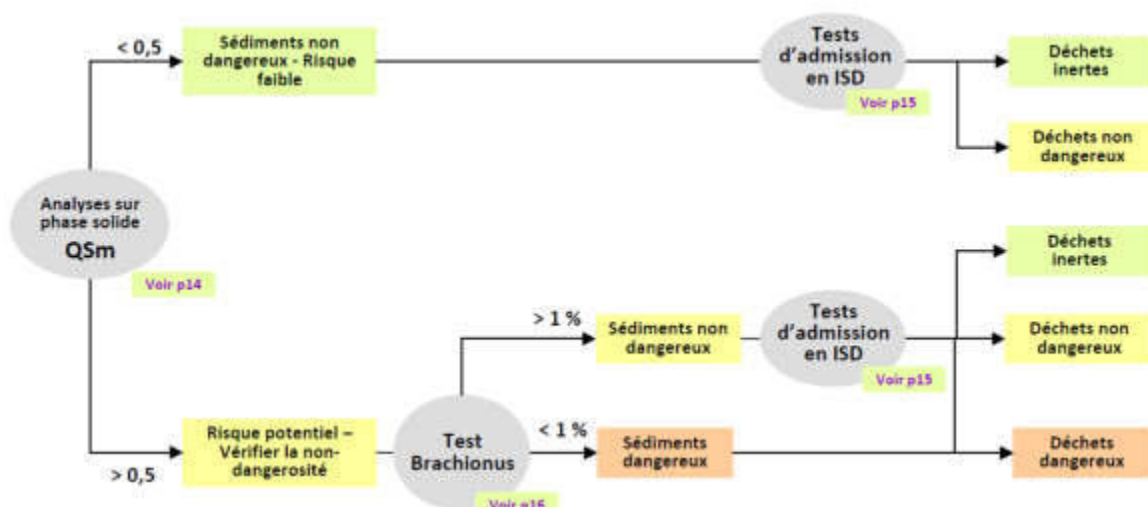 < 0,5
Sédiments non
dangereux - Risque
faible
Tests
d'admission
en ISD
Voir p15
Déchets
inertes
Déchets non
dangereux
Analyses sur
phase solide
QSm
Voir p14
Déchets
inertes
> 1 %
Sédiments non
dangereux
Tests
d'admission
en ISD
Voir p15
Déchets non
dangereux
> 0,5
Risque potentiel –
Vérifier la non-
dangerosité
Test
Brachionus
Voir p16
< 1 %
Sédiments
dangereux
Déchets
dangereux